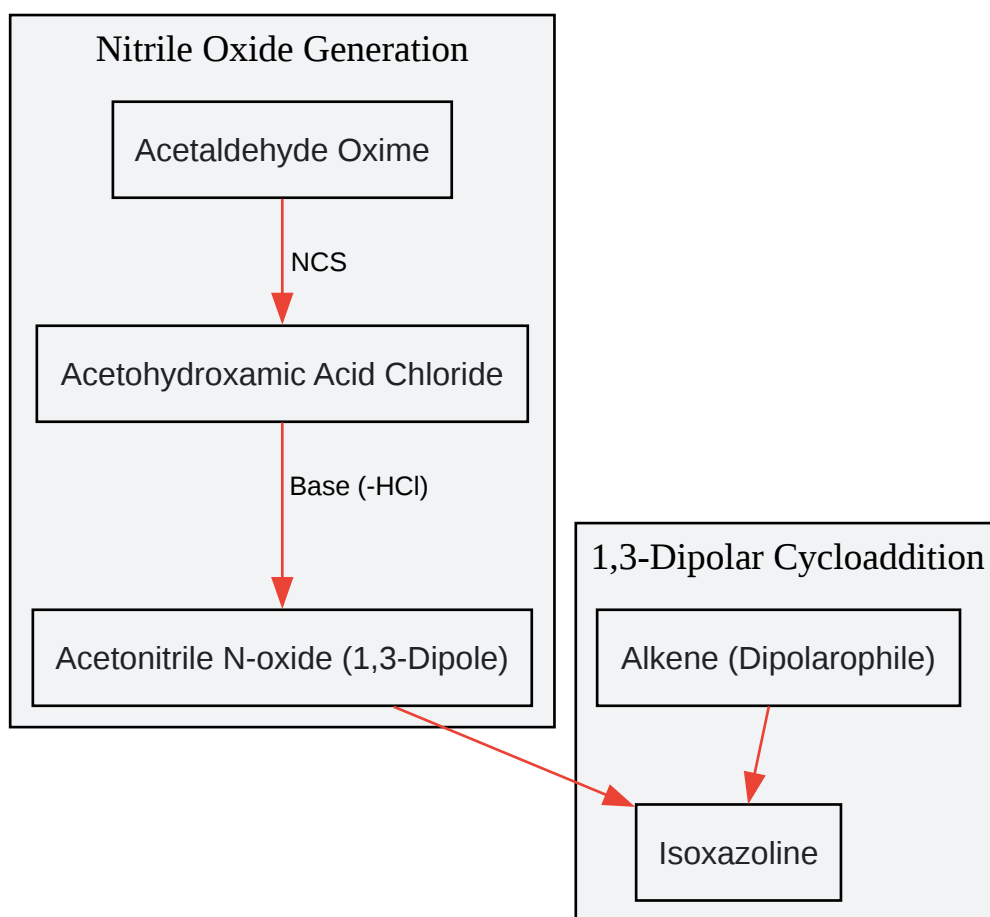 Nitrile Oxide Generation
Acetaldehyde Oxime
NCS
Acetohydroxamic Acid Chloride
Base (-HCl)
Acetonitrile N-oxide (1,3-Dipole)
1,3-Dipolar Cycloaddition
Alkene (Dipolarophile)
Isoxazoline